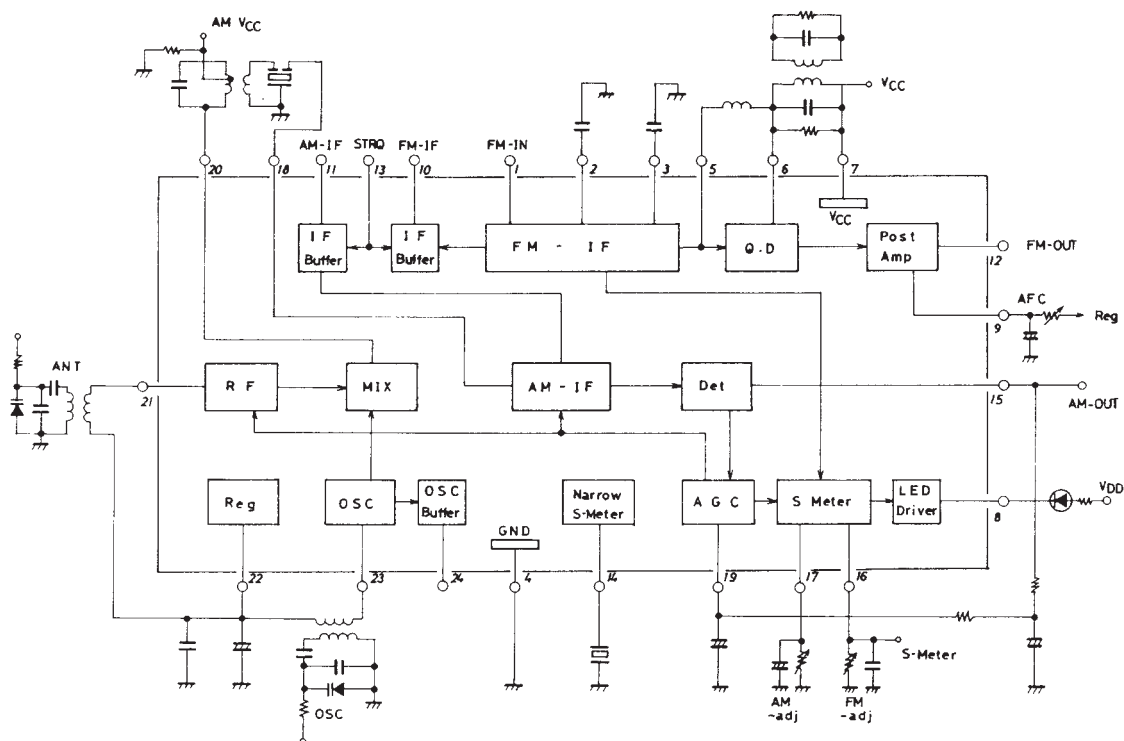 AM VCC
VCC
AM-IF STRQ FM-IF FM-IN
20 18 11 13 10 1 2 3 5 6 7
VCC
IF Buffer
IF Buffer
FM - IF
Q.D
Post Amp
FM-OUT
12
AFC
9
Reg
ANT
21
RF
MIX
AM-IF
Det
15
AM-OUT
Reg
OSC
OSC Buffer
Narrow S-Meter
AGC
S Meter
LED Driver
VDD
8
GND
22 23 24 4 14 19 17 16
S-Meter
OSC
AM -adj
FM -adj